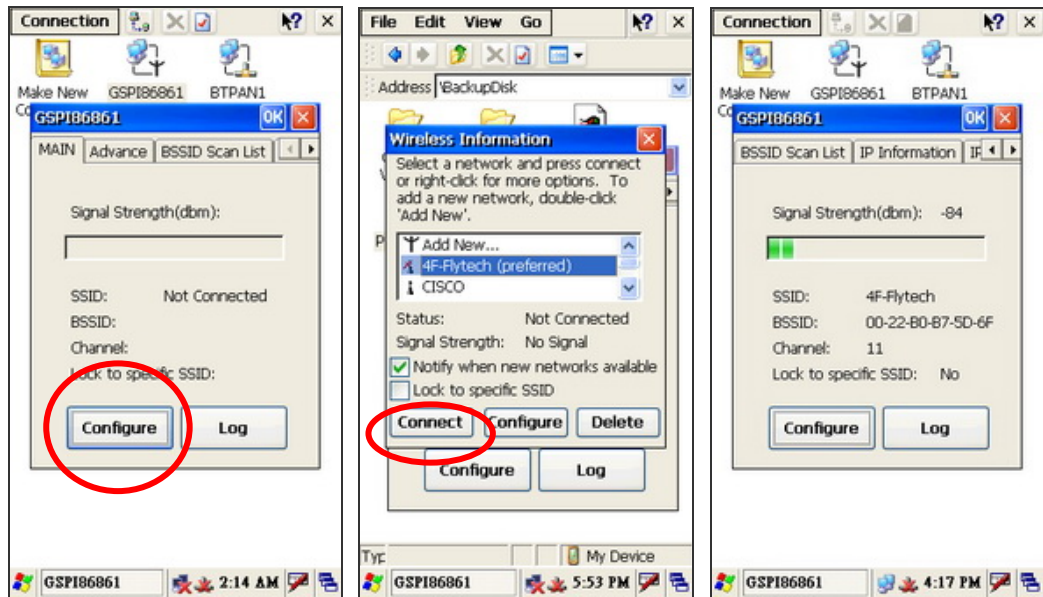 Connection
Make New
GSPI86861
BTPAN1
Co
GSPI86861
OK
MAIN
Advance
BSSID Scan List
Signal Strength(dbm):
SSID: Not Connected
BSSID:
Channel:
Lock to specific SSID:
Configure
Log
GSPI86861
2:14 AM
File Edit View Go
Address \BackupDisk
Wireless Information
Select a network and press connect
or right-click for more options. To
add a new network, double-click
'Add New'.
P
Add New...
4F-Flytech (preferred)
CISCO
Status: Not Connected
Signal Strength: No Signal
Notify when new networks available
Lock to specific SSID
Connect
Configure
Delete
Configure
Log
Typ
My Device
GSPI86861
5:53 PM
Connection
Make New
GSPI86861
BTPAN1
Co
GSPI86861
OK
BSSID Scan List
IP Information
IF
Signal Strength(dbm): -84
SSID: 4F-Flytech
BSSID: 00-22-B0-B7-5D-6F
Channel: 11
Lock to specific SSID: No
Configure
Log
GSPI86861
4:17 PM